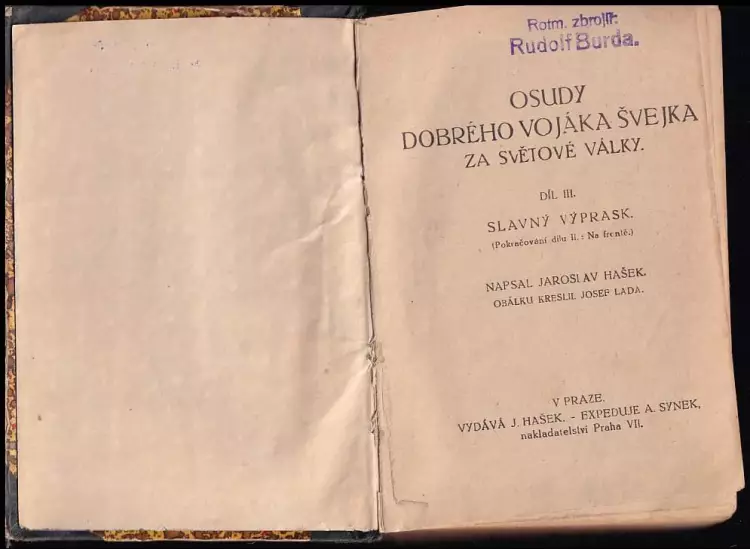 Rotm. zbrojíř:
Rudolf Burda.
OSUDY
DOBRÉHO VOJÁKA ŠVEJKA
ZA SVĚTOVÉ VÁLKY.
DÍL III.
SLAVNÝ VÝPRASK.
(Pokračování dílu II.: Na frontě.)
NAPSAL JAROSLAV HAŠEK.
OBÁLKU KRESLIL JOSEF LADA.
V PRAZE.
VYDÁVÁ J. HAŠEK. - EXPEDUJE A. SYNEK,
nakladatelství Praha VII.